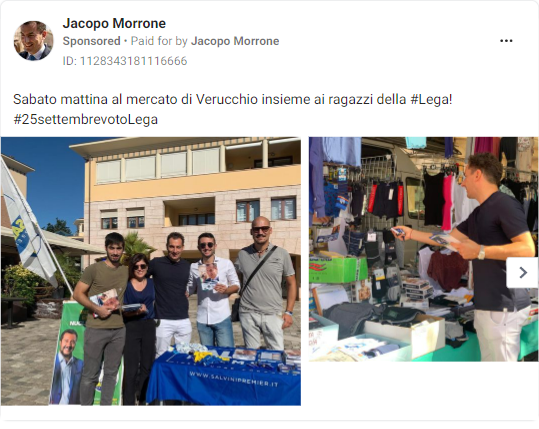 Jacopo Morrone
Sponsored • Paid for by Jacopo Morrone
ID: 1128343181116666
Sabato mattina al mercato di Verucchio insieme ai ragazzi della #Lega!
#25settembrevotoLega
WWW.SALVINIPREMIER.IT